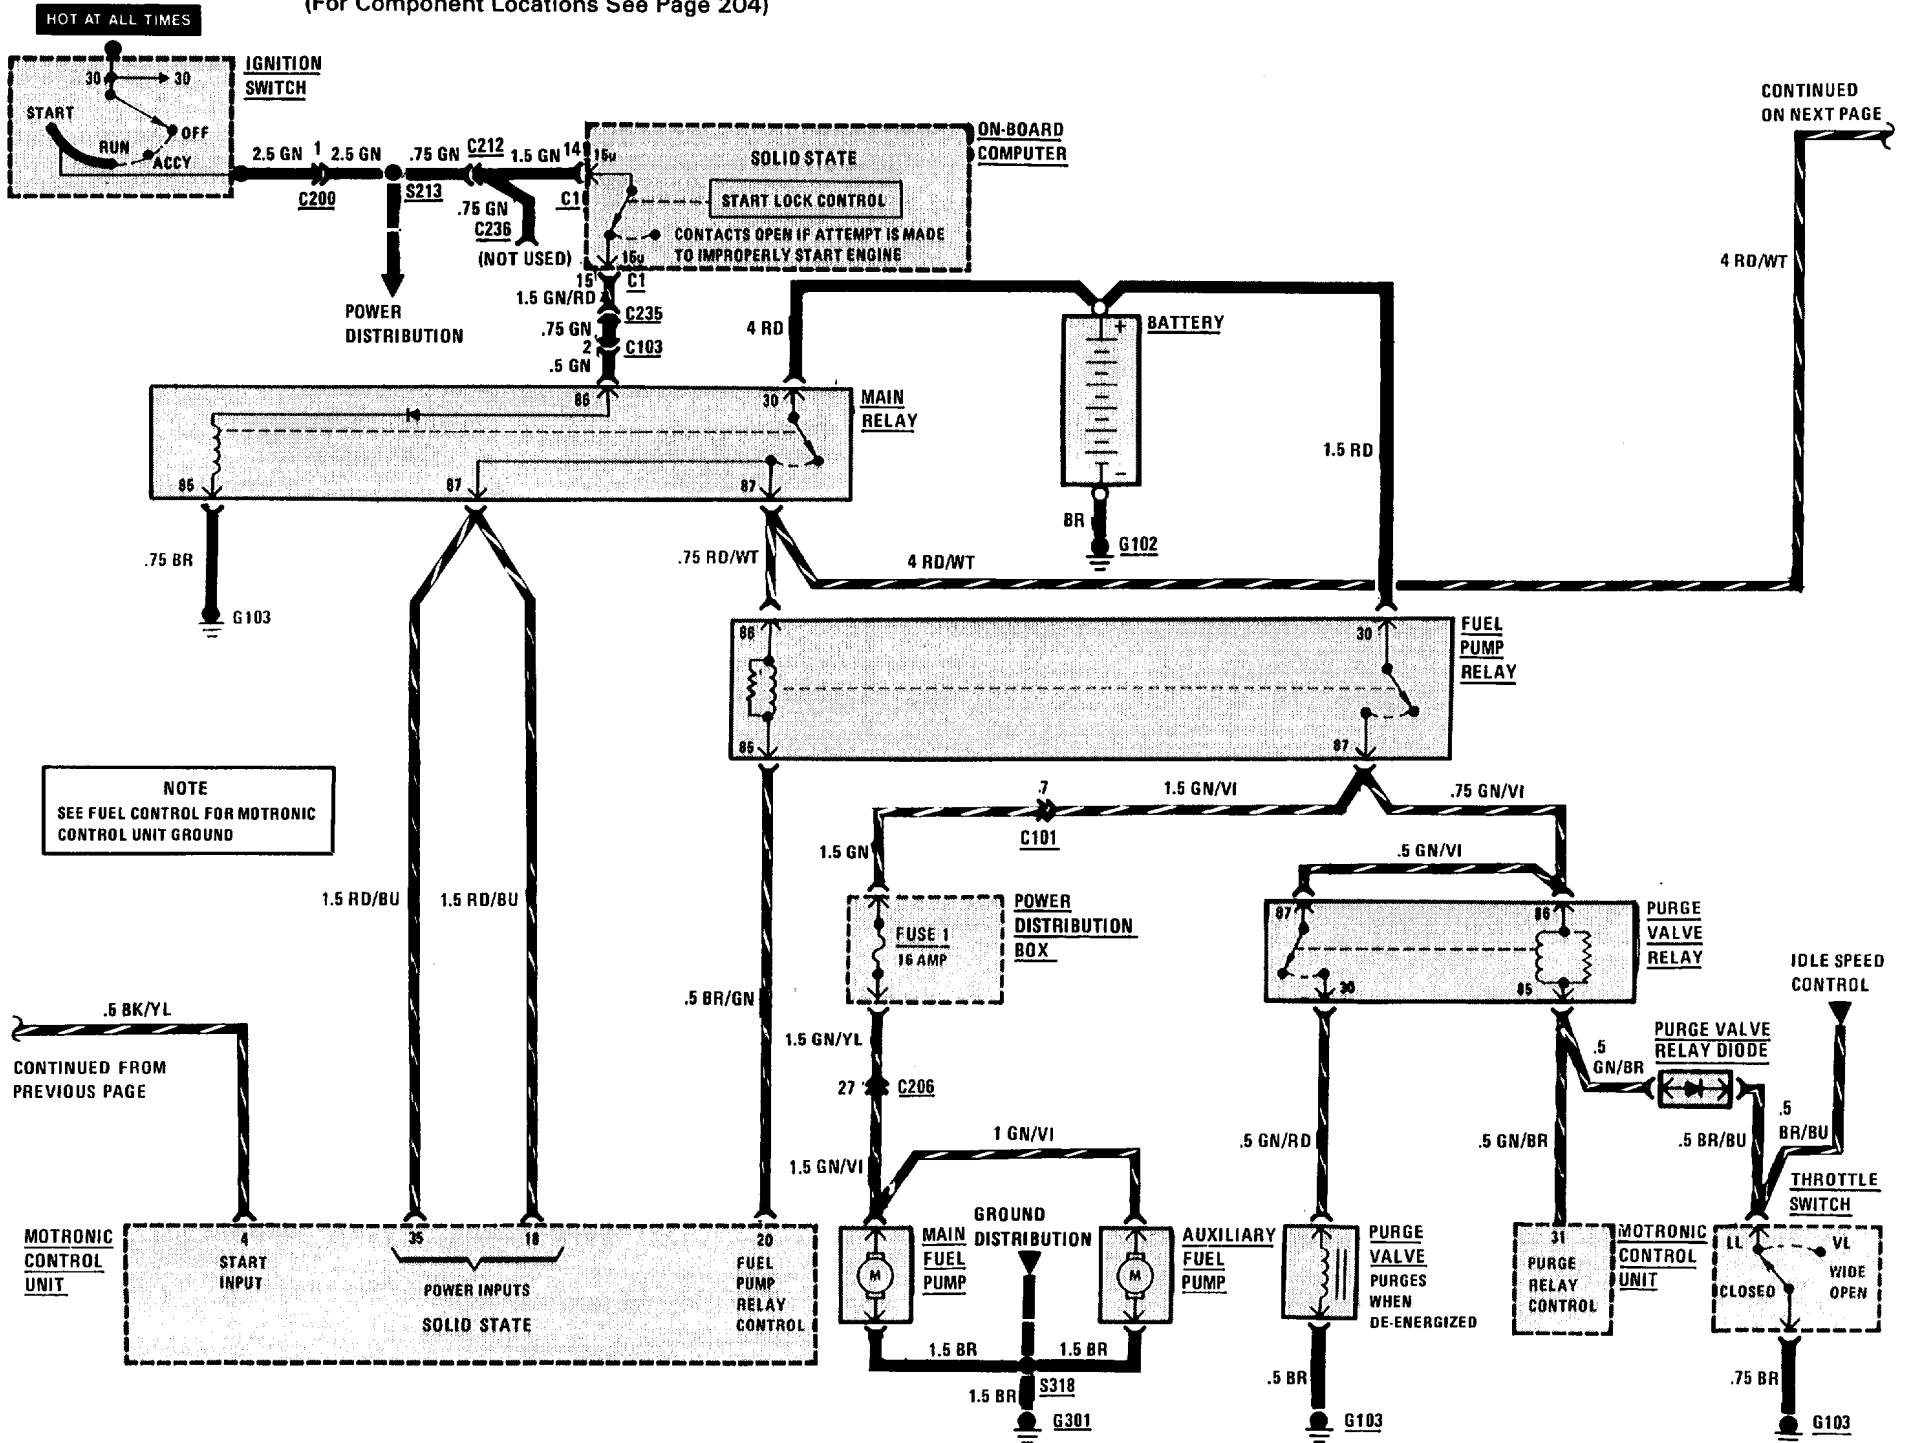 (For Component Locations See Page 204)
HOT AT ALL TIMES
IGNITION
SWITCH
30
30
START
OFF
RUN
ACCY
2.5 GN
1
2.5 GN
C200
S213
.75 GN
C212
1.5 GN
14
C1
.75 GN
C236
(NOT USED)
POWER
DISTRIBUTION
ON-BOARD
COMPUTER
15u
SOLID STATE
START LOCK CONTROL
CONTACTS OPEN IF ATTEMPT IS MADE
TO IMPROPERLY START ENGINE
15u
15
C1
1.5 GN/RD
C235
.75 GN
2
C103
.5 GN
4 RD
BATTERY
+
−
BR
G102
1.5 RD
CONTINUED
ON NEXT PAGE
4 RD/WT
MAIN
RELAY
86
30
85
87
87
.75 BR
G103
.75 RD/WT
4 RD/WT
FUEL
PUMP
RELAY
86
30
85
87
NOTE
SEE FUEL CONTROL FOR MOTRONIC
CONTROL UNIT GROUND
1.5 RD/BU
1.5 RD/BU
.7
1.5 GN/VI
.75 GN/VI
C101
1.5 GN
.5 GN/VI
POWER
DISTRIBUTION
BOX
FUSE 1
16 AMP
PURGE
VALVE
RELAY
87
86
30
85
IDLE SPEED
CONTROL
.5 BR/GN
.5 BK/YL
CONTINUED FROM
PREVIOUS PAGE
1.5 GN/YL
27
C206
PURGE VALVE
RELAY DIODE
.5
GN/BR
.5
BR/BU
.5 BR/BU
1 GN/VI
1.5 GN/VI
.5 GN/RD
.5 GN/BR
THROTTLE
SWITCH
MOTRONIC
CONTROL
UNIT
4
START
INPUT
35
18
POWER INPUTS
SOLID STATE
20
FUEL
PUMP
RELAY
CONTROL
M
MAIN
FUEL
PUMP
GROUND
DISTRIBUTION
M
AUXILIARY
FUEL
PUMP
PURGE
VALVE
PURGES
WHEN
DE-ENERGIZED
31
PURGE
RELAY
CONTROL
MOTRONIC
CONTROL
UNIT
LL
VL
WIDE
OPEN
CLOSED
1.5 BR
1.5 BR
S318
1.5 BR
G301
.5 BR
G103
.75 BR
G103